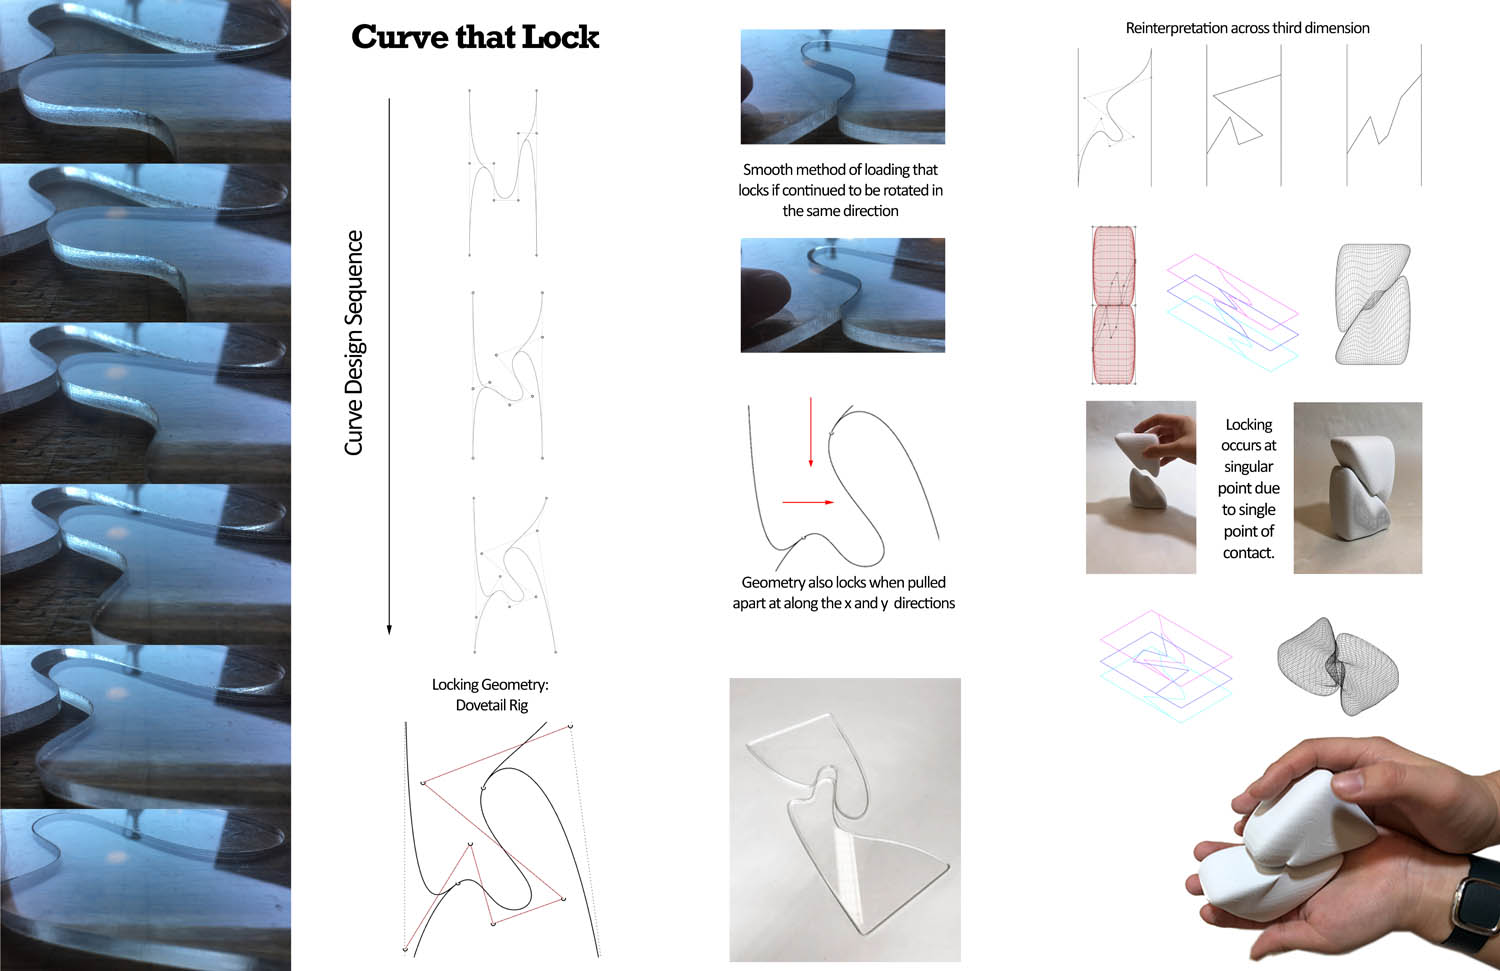 Curve that Lock
Curve Design Sequence
Locking Geometry:
Dovetail Rig
Smooth method of loading that
locks if continued to be rotated in
the same direction
Geometry also locks when pulled
apart at along the x and y directions
Reinterpretation across third dimension
Locking
occurs at
singular
point due
to single
point of
contact.